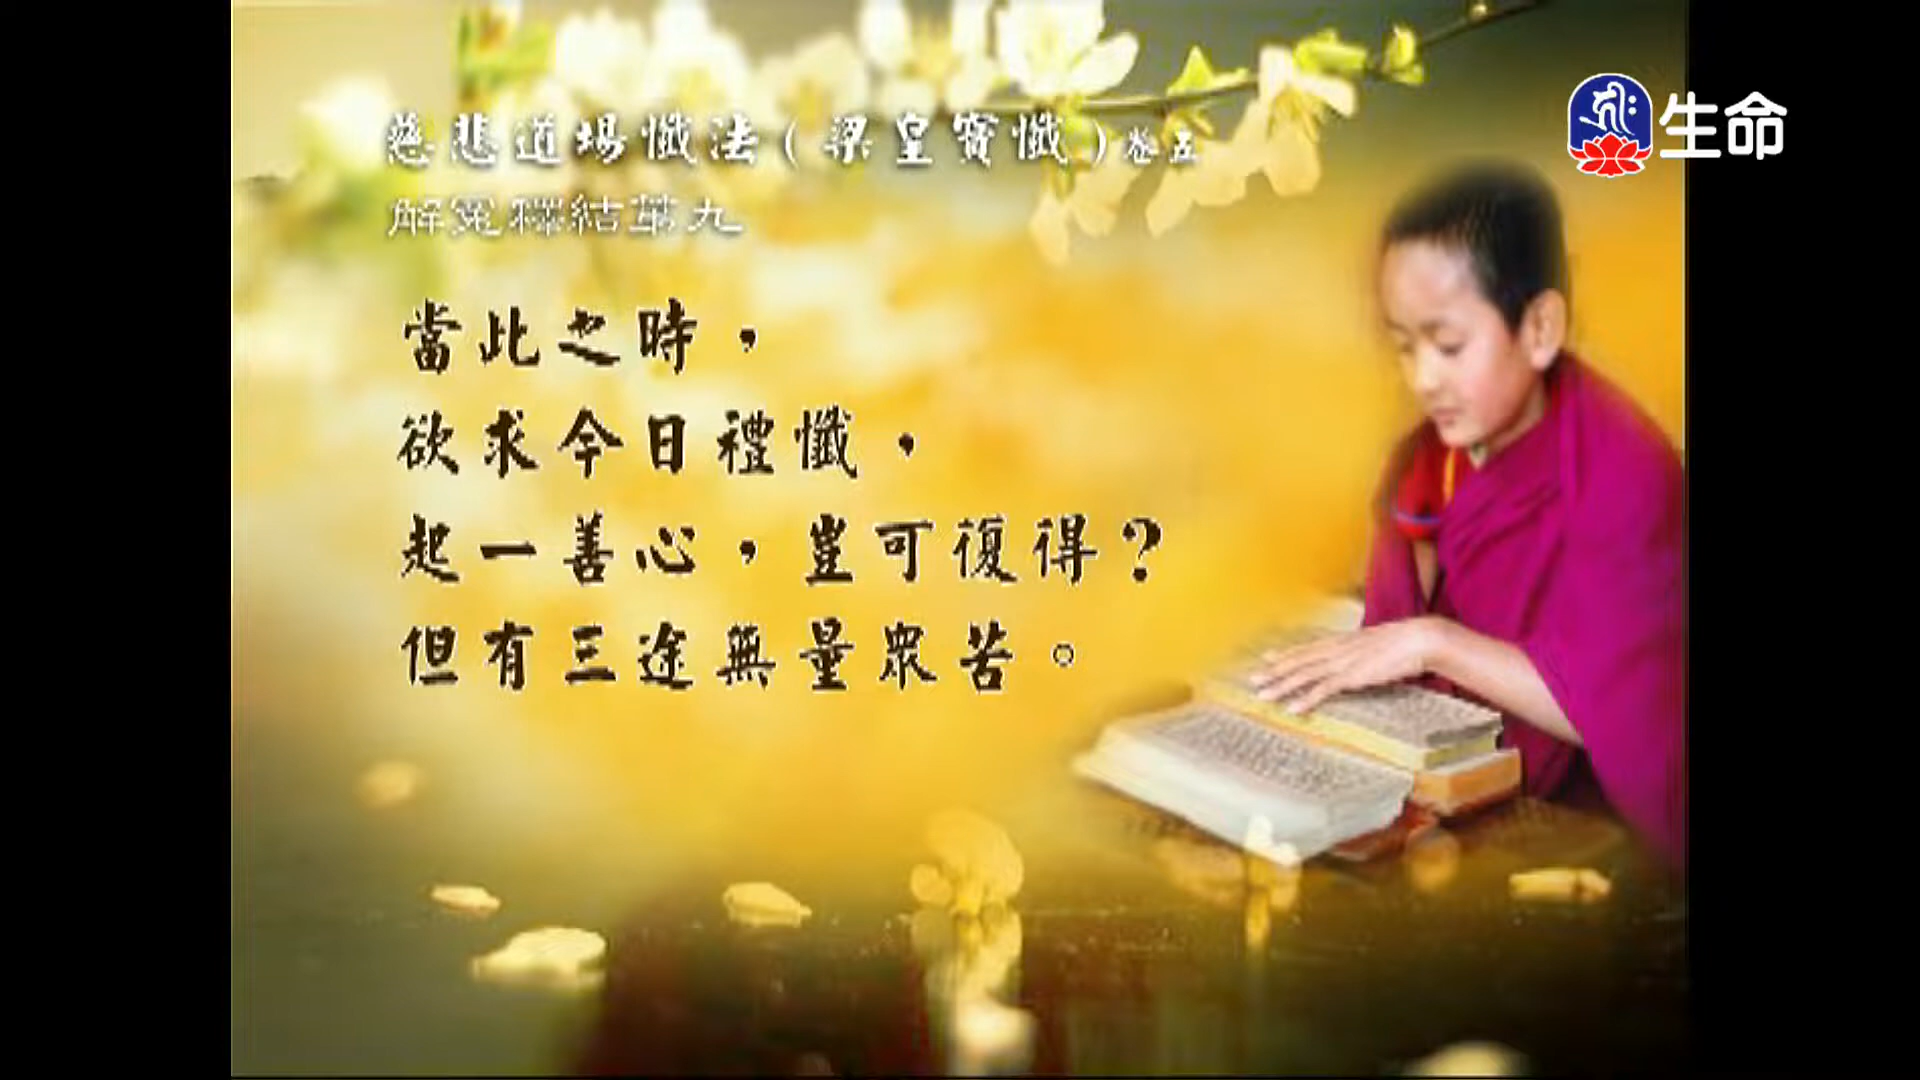 慈悲道場懺法(梁皇寶懺)卷五
解冤釋結第九
當此之時，
欲求今日禮懺，
起一善心，豈可復得？
但有三途無量眾苦。
生命